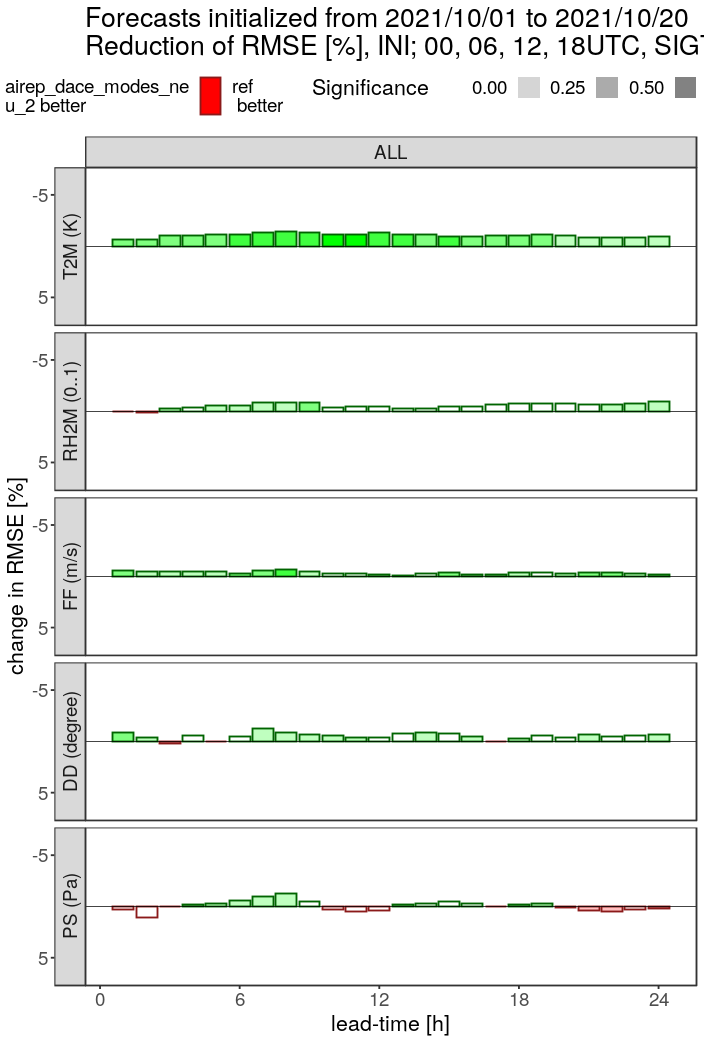 Forecasts initialized from 2021/10/01 to 2021/10/20
Reduction of RMSE [%], INI; 00, 06, 12, 18UTC, SIGT
airep_dace_modes_ne
u_2 better
ref
better
Significance
0.00
0.25
0.50
ALL
-5
5
T2M (K)
-5
5
RH2M (0..1)
-5
5
FF (m/s)
-5
5
DD (degree)
-5
5
PS (Pa)
change in RMSE [%]
0 6 12 18 24
lead-time [h]